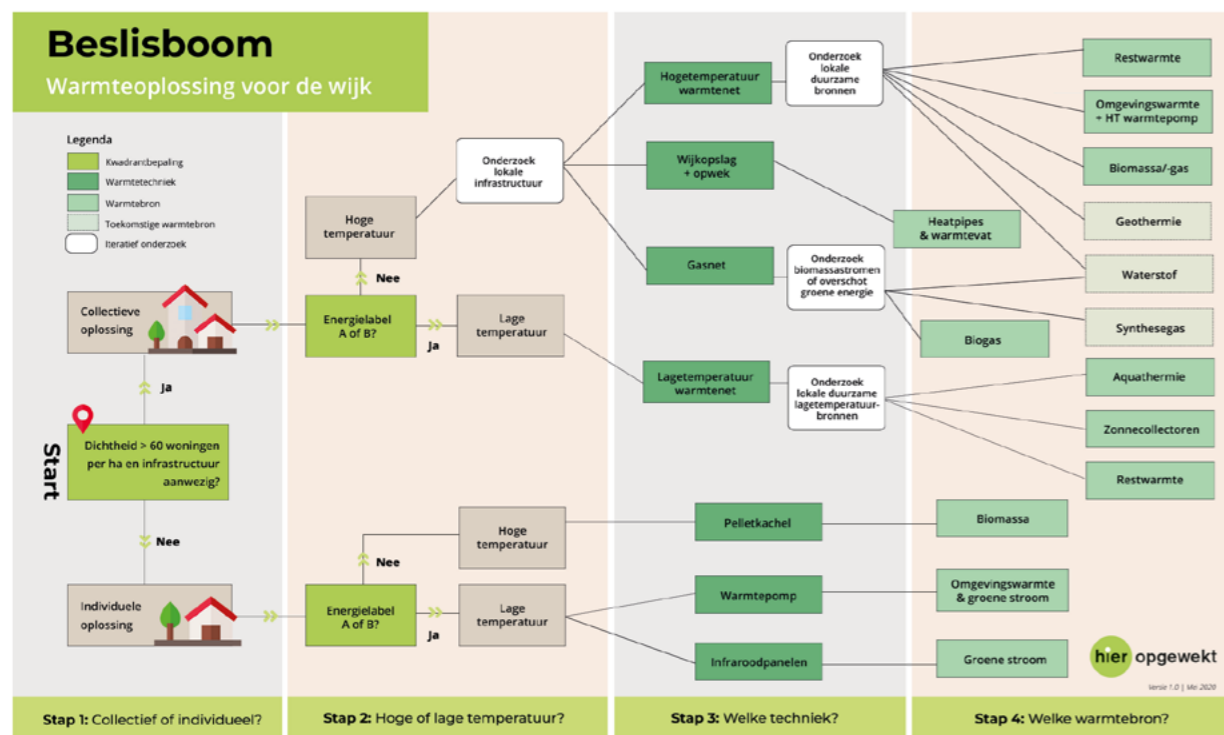 Beslisboom
Warmteoplossing voor de wijk
Legenda
Kwadrantbepaling
Warmtetechniek
Warmtebron
Toekomstige warmtebron
Iteratief onderzoek
Collectieve
oplossing
Ja
Start
Dichtheid > 60 woningen
per ha en infrastructuur
aanwezig?
Nee
Individuele
oplossing
Stap 1: Collectief of individueel?
Onderzoek
lokale
infrastructuur
Hoge
temperatuur
Nee
Energielabel
A of B?
Ja
Lage
temperatuur
Hoge
temperatuur
Nee
Energielabel
A of B?
Ja
Lage
temperatuur
Stap 2: Hoge of lage temperatuur?
Hogetemperatuur
warmtenet
Onderzoek
lokale
duurzame
bronnen
Wijkopslag
+ opwek
Gasnet
Onderzoek
biomassastromen
of overschot
groene energie
Lagetemperatuur
warmtenet
Onderzoek
lokale duurzame
lagetemperatuur-
bronnen
Pelletkachel
Warmtepomp
Infraroodpanelen
Stap 3: Welke techniek?
Restwarmte
Omgevingswarmte
+ HT warmtepomp
Biomassa/-gas
Geothermie
Heatpipes
& warmtevat
Waterstof
Synthesegas
Biogas
Aquathermie
Zonnecollectoren
Restwarmte
Biomassa
Omgevingswarmte
& groene stroom
Groene stroom
hier opgewekt
Versie 1.0 | Mei 2020
Stap 4: Welke warmtebron?